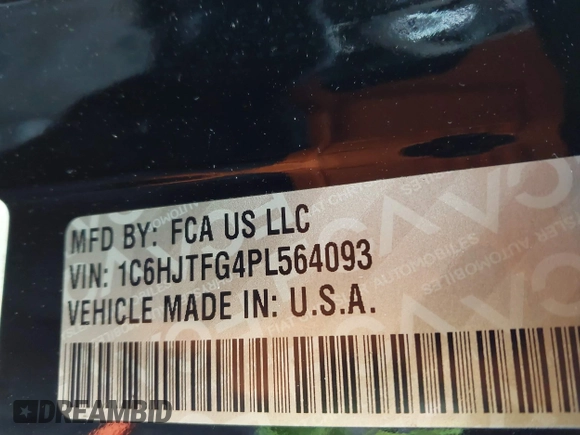 MFD BY: FCA US LLC
VIN: 1C6HJTFG4PL564093
VEHICLE MADE IN: U.S.A.
DREAMBID